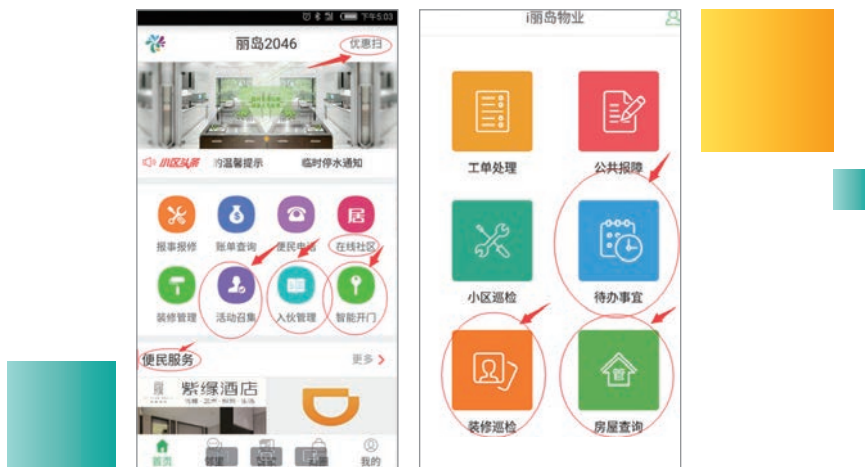 下午5:03
丽岛2046
优惠扫
小区头条
的温馨提示
临时停水通知
报事报修
账单查询
便民电话
在线社区
装修管理
活动召集
入伙管理
智能开门
便民服务
更多
紫缘酒店
首页
我的
i丽岛物业
工单处理
公共报障
小区巡检
待办事宜
装修巡检
管
房屋查询